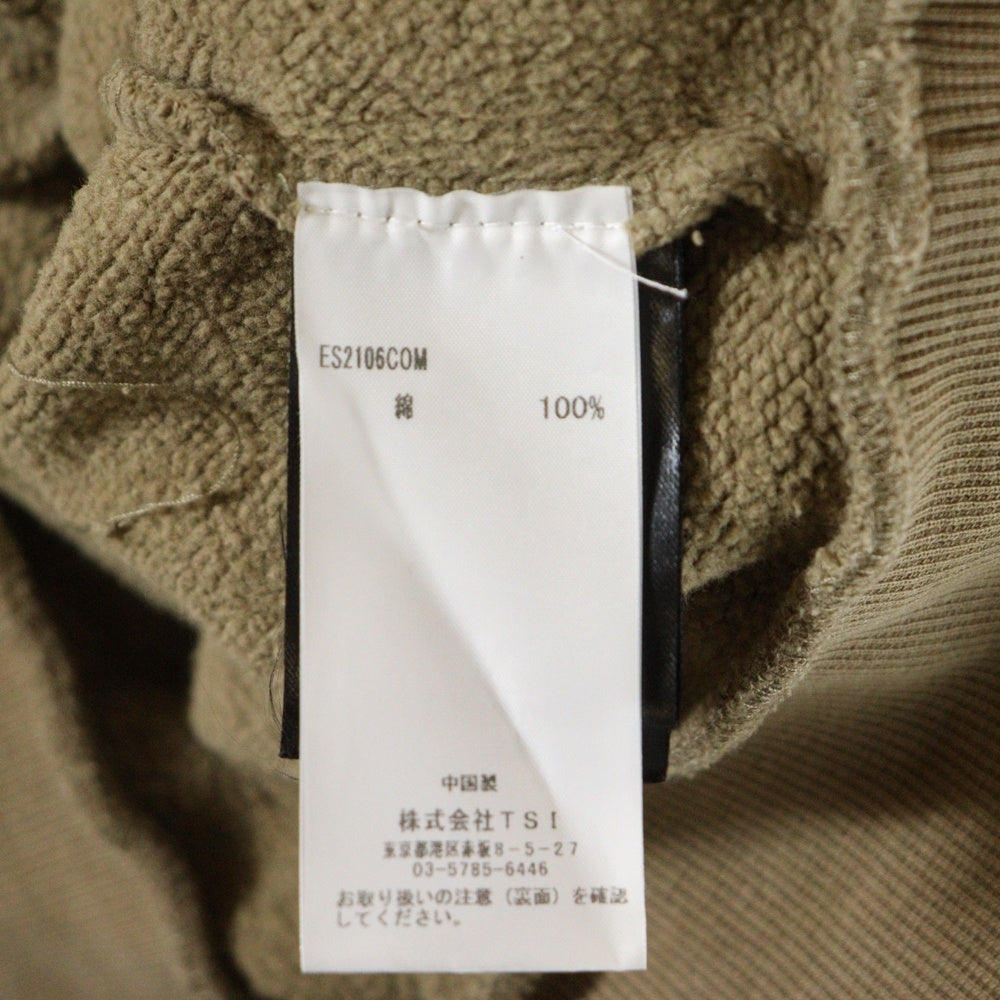 ES2106COM
綿 100%
中国製
株式会社TSI
東京都港区赤坂8-5-27
03-5785-6446
お取り扱いの注意(裏面)を確認
してください。